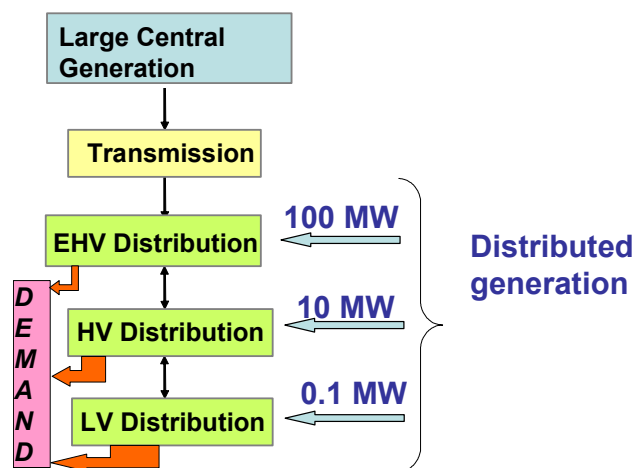 Large Central
Generation
Transmission
100 MW
EHV Distribution
Distributed
generation
10 MW
HV Distribution
0.1 MW
LV Distribution
D
E
M
A
N
D